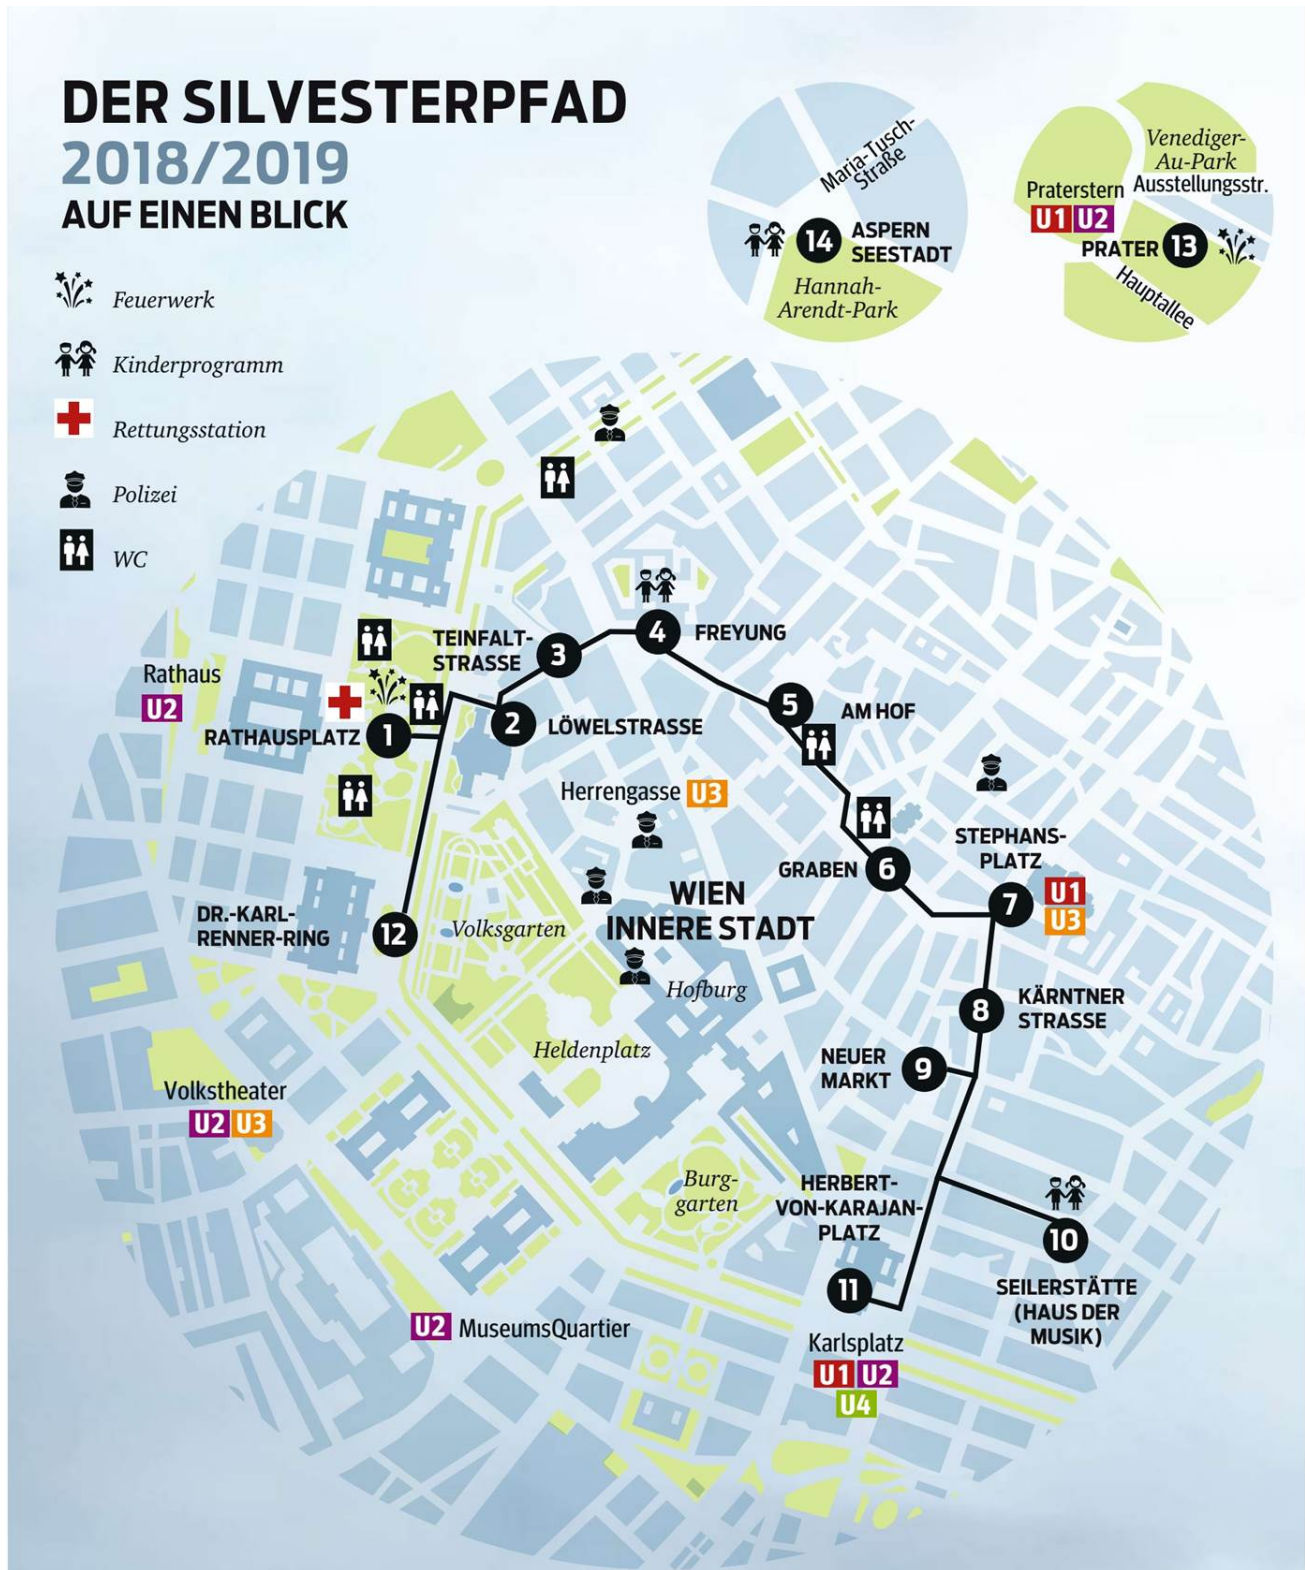 DER SILVESTERPFAD
2018/2019
AUF EINEN BLICK
Feuerwerk
Kinderprogramm
Rettungsstation
Polizei
WC
Maria-Tusch-
Straße
14
ASPERN
SEESTADT
Hannah-
Arendt-Park
Venediger-
Au-Park
Praterstern
Ausstellungsstr.
U1 U2
PRATER 13
Hauptallee
TEINFALT-
STRASSE
3
4 FREYUNG
Rathaus
U2
RATHAUSPLATZ 1
2 LÖWELSTRASSE
5 AM HOF
Herrengasse U3
STEPHANS-
PLATZ
GRABEN 6
7
U1
U3
WIEN
INNERE STADT
DR.-KARL-
RENNER-RING
12
Volksgarten
Hofburg
8
KÄRNTNER
STRASSE
Heldenplatz
NEUER
MARKT
9
Volkstheater
U2 U3
Burg-
garten
HERBERT-
VON-KARAJAN-
PLATZ
10
SEILERSTÄTTE
(HAUS DER
MUSIK)
11
U2 MuseumsQuartier
Karlsplatz
U1 U2
U4